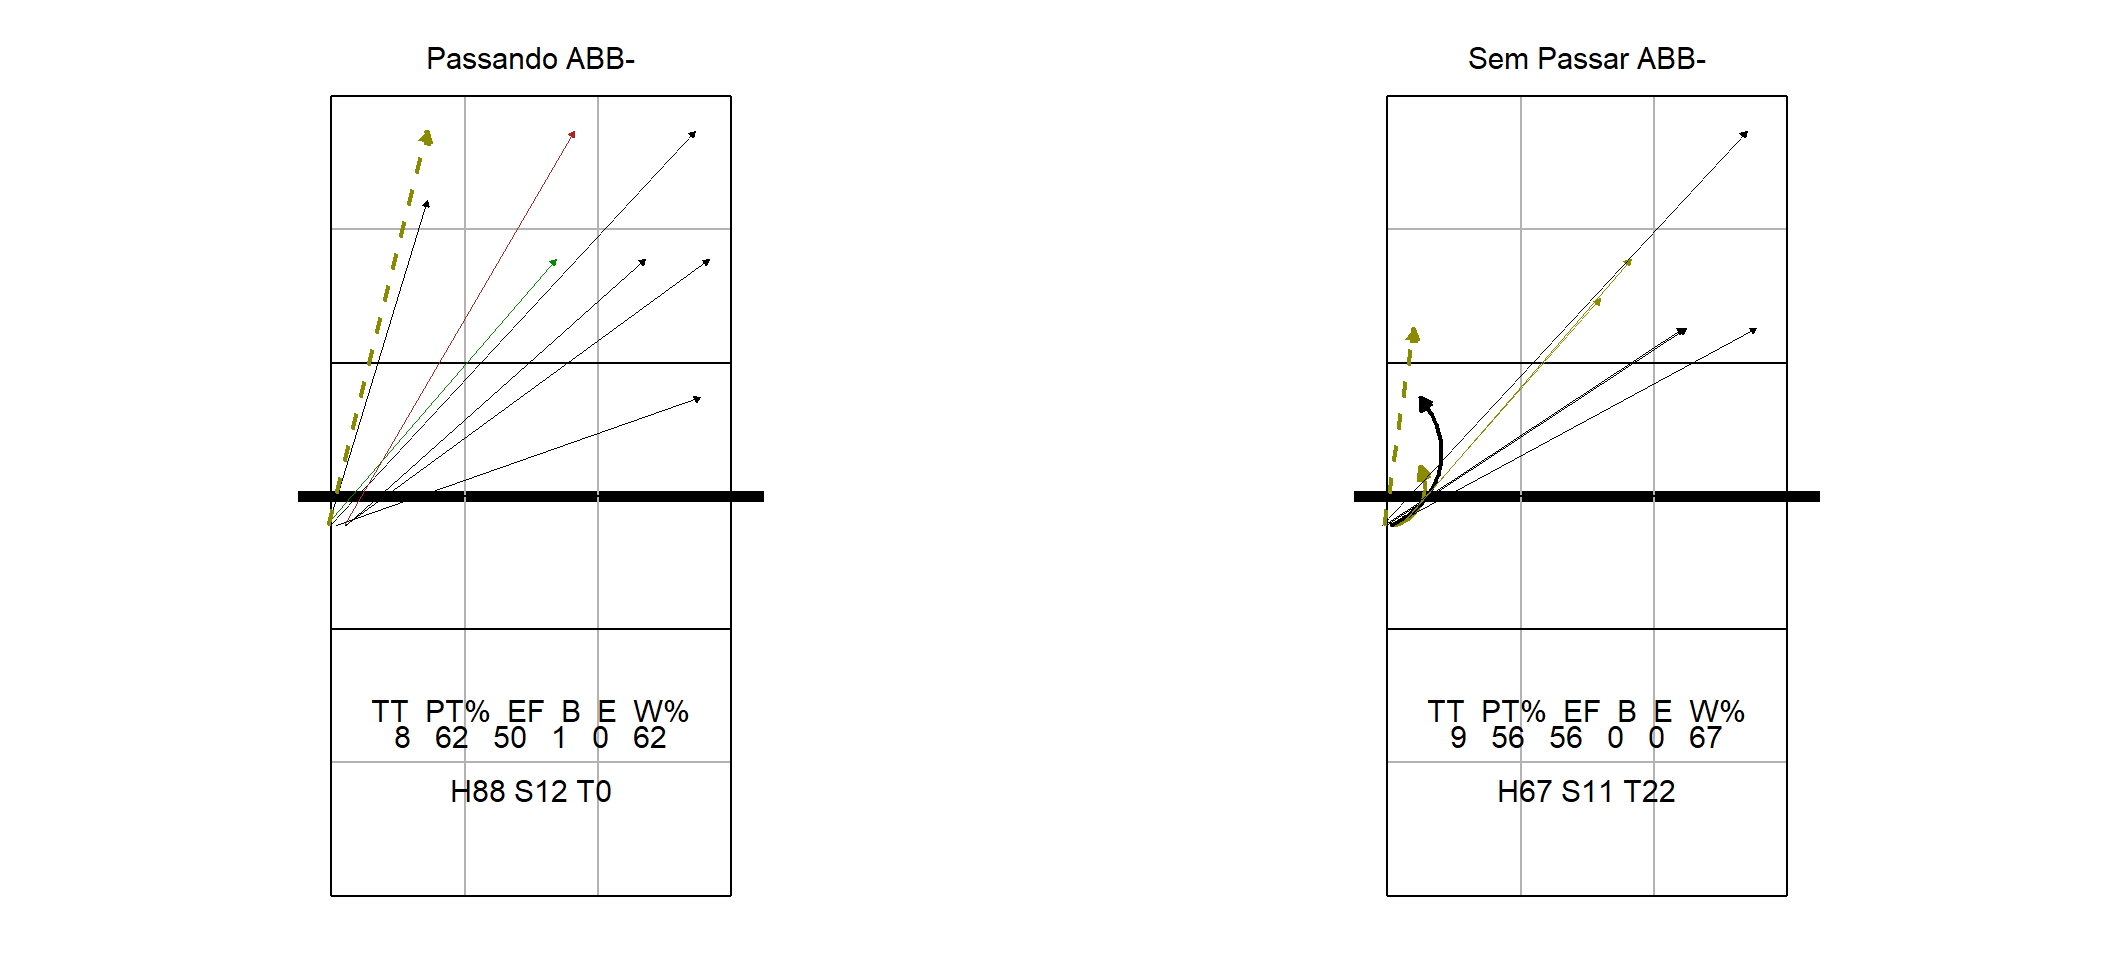 Passando ABB-
TT PT% EF B E W%
8 62 50 1 0 62
H88 S12 T0
Sem Passar ABB-
TT PT% EF B E W%
9 56 56 0 0 67
H67 S11 T22